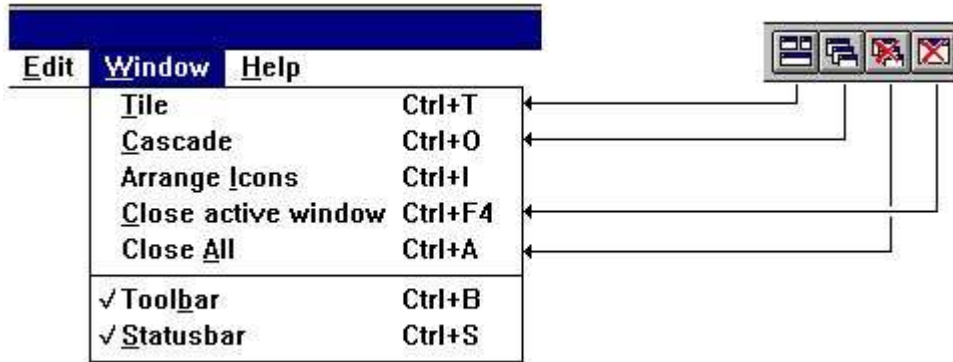 Edit Window Help
Tile Ctrl+T
Cascade Ctrl+O
Arrange Icons Ctrl+I
Close active window Ctrl+F4
Close All Ctrl+A
√ Toolbar Ctrl+B
√ Statusbar Ctrl+S